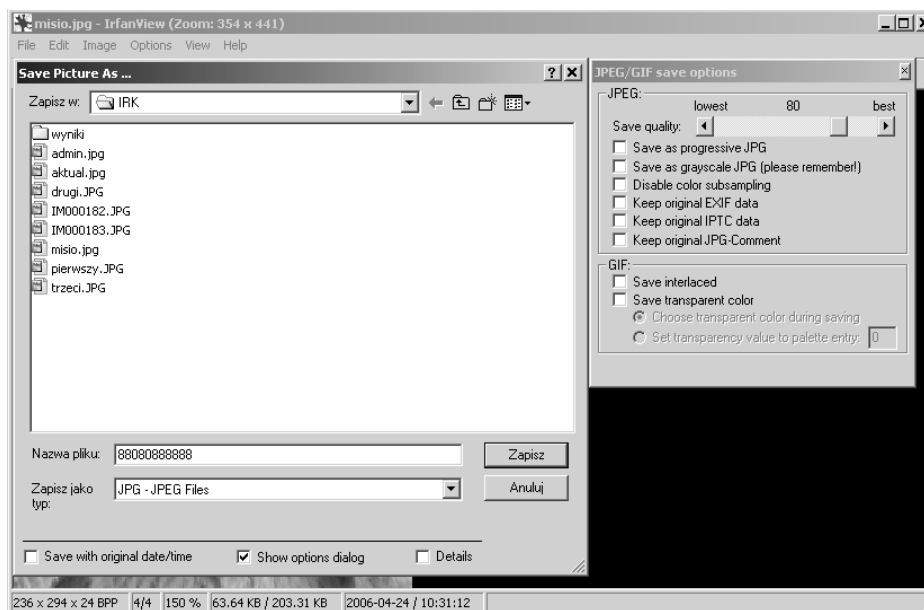 misio.jpg - IrfanView (Zoom: 354 x 441)
File Edit Image Options View Help
Save Picture As ...
Zapisz w: IRK
wyniki
admin.jpg
aktual.jpg
drugi.JPG
IM000182.JPG
IM000183.JPG
misio.jpg
pierwszy.JPG
trzeci.JPG
Nazwa pliku: 88080888888
Zapisz
Zapisz jako typ: JPG - JPEG Files
Anuluj
Save with original date/time Show options dialog Details
JPEG/GIF save options
JPEG:
lowest 80 best
Save quality:
Save as progressive JPG
Save as grayscale JPG (please remember!)
Disable color subsampling
Keep original EXIF data
Keep original IPTC data
Keep original JPG-Comment
GIF:
Save interlaced
Save transparent color
Choose transparent color during saving
Set transparency value to palette entry: 0
236 x 294 x 24 BPP 4/4 150 % 63.64 KB / 203.31 KB 2006-04-24 / 10:31:12